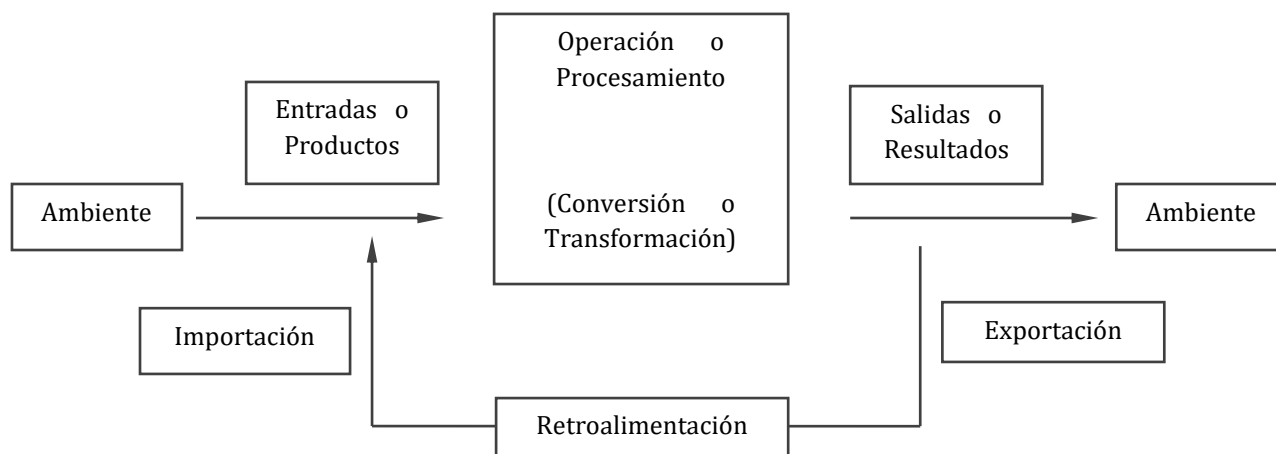 Operación o
Procesamiento
Entradas o
Productos
Salidas o
Resultados
Ambiente
(Conversión o
Transformación)
Ambiente
Importación
Exportación
Retroalimentación